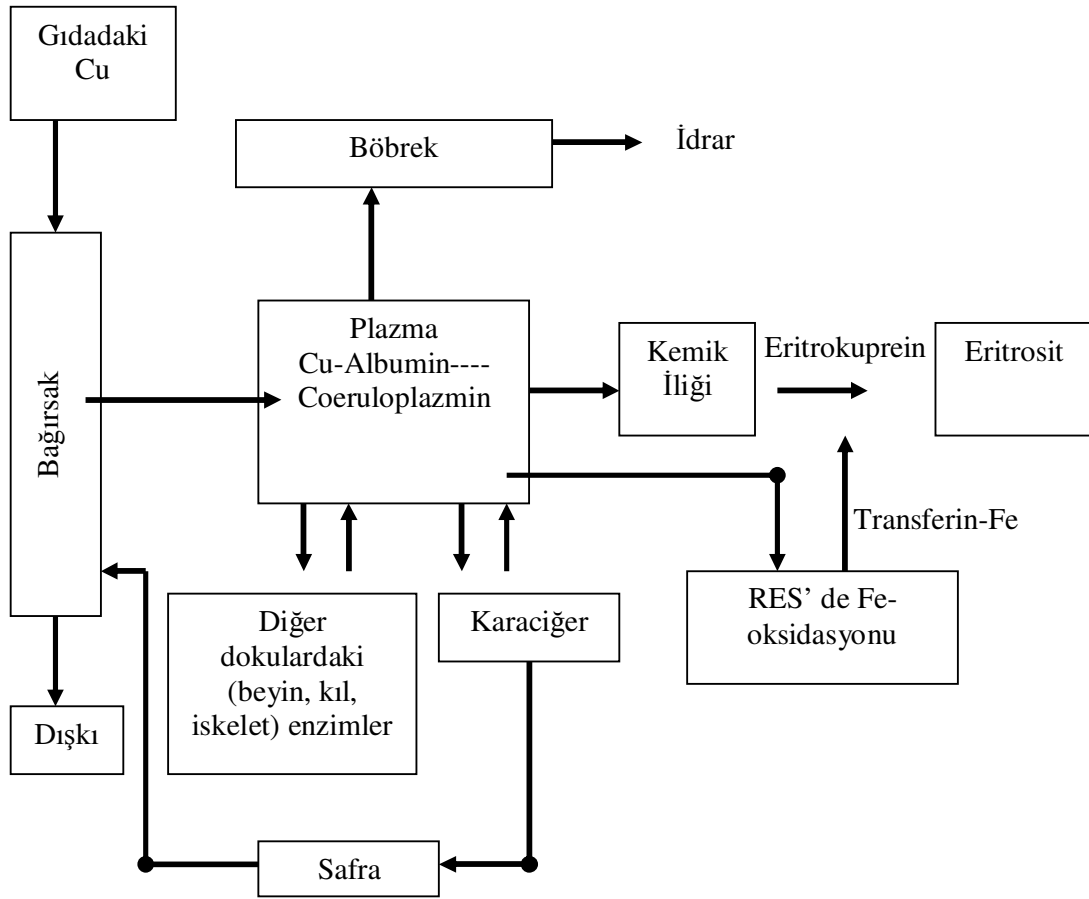 Gıdadaki
Cu
Böbrek
İdrar
Bağırsak
Plazma
Cu-Albumin----
Coeruloplazmin
Kemik
İliği
Eritrokuprein
Eritrosit
Transferin-Fe
RES’ de Fe-
oksidasyonu
Diğer
dokulardaki
(beyin, kıl,
iskelet) enzimler
Karaciğer
Dışkı
Safra